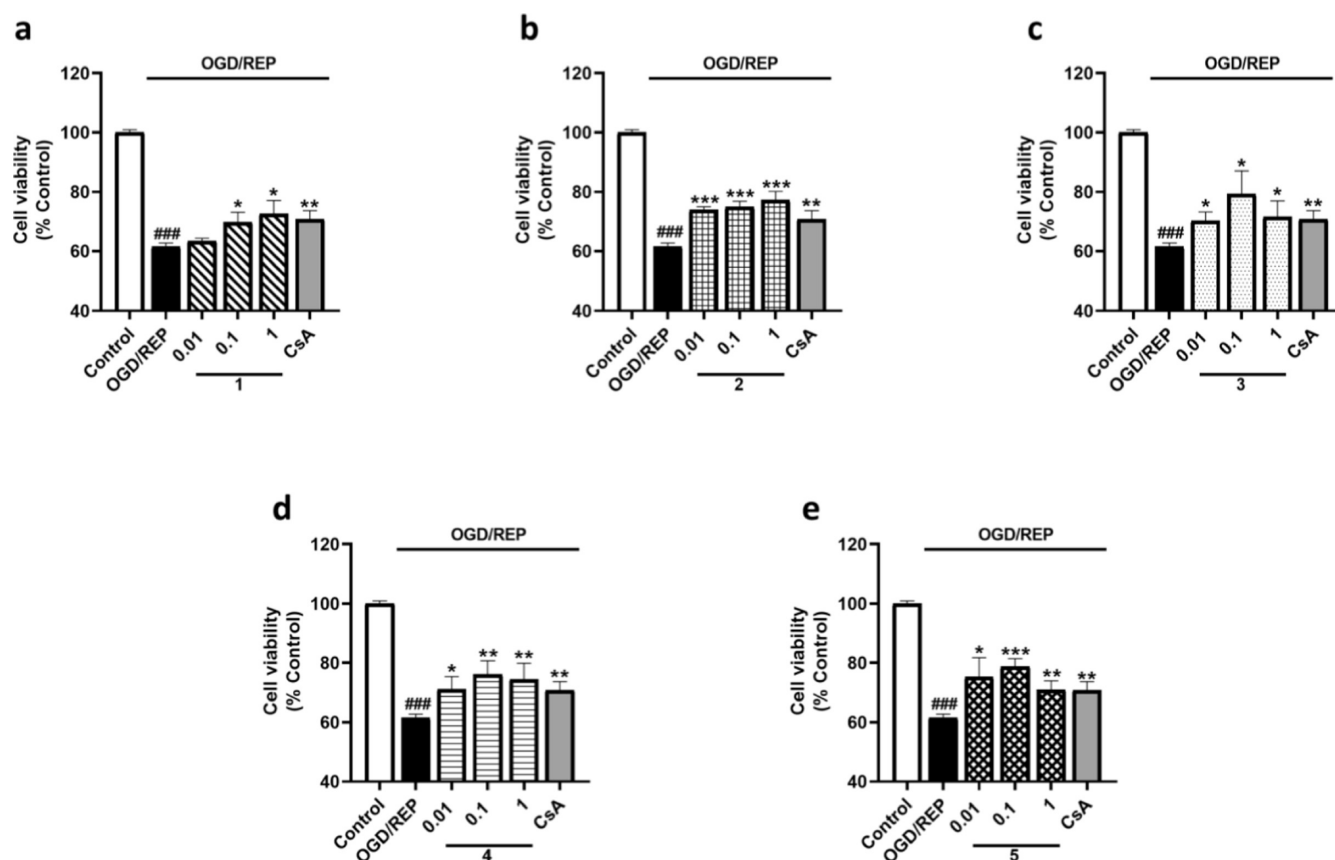 a
OGD/REP
Cell viability
(% Control)
120
100
80
60
40
###
*
*
**
Control
OGD/REP
0.01
0.1
1
CsA
1
b
OGD/REP
Cell viability
(% Control)
120
100
80
60
40
###
***
***
***
**
Control
OGD/REP
0.01
0.1
1
CsA
2
c
OGD/REP
Cell viability
(% Control)
120
100
80
60
40
###
*
*
*
**
Control
OGD/REP
0.01
0.1
1
CsA
3
d
OGD/REP
Cell viability
(% Control)
120
100
80
60
40
###
*
**
**
**
Control
OGD/REP
0.01
0.1
1
CsA
4
e
OGD/REP
Cell viability
(% Control)
120
100
80
60
40
###
*
***
**
**
Control
OGD/REP
0.01
0.1
1
CsA
5